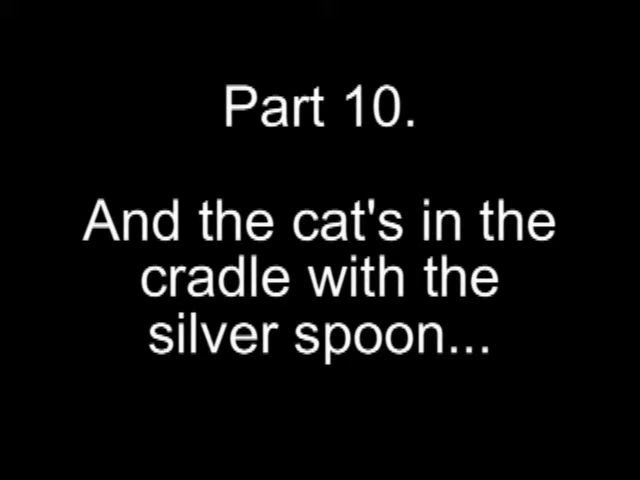 Part 10.
And the cat's in the
cradle with the
silver spoon...